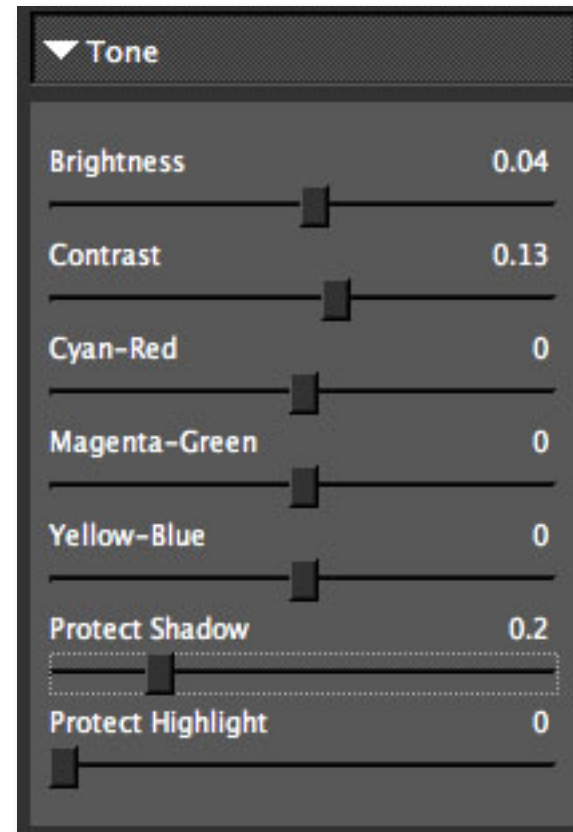 Tone
Brightness 0.04
Contrast 0.13
Cyan-Red 0
Magenta-Green 0
Yellow-Blue 0
Protect Shadow 0.2
Protect Highlight 0